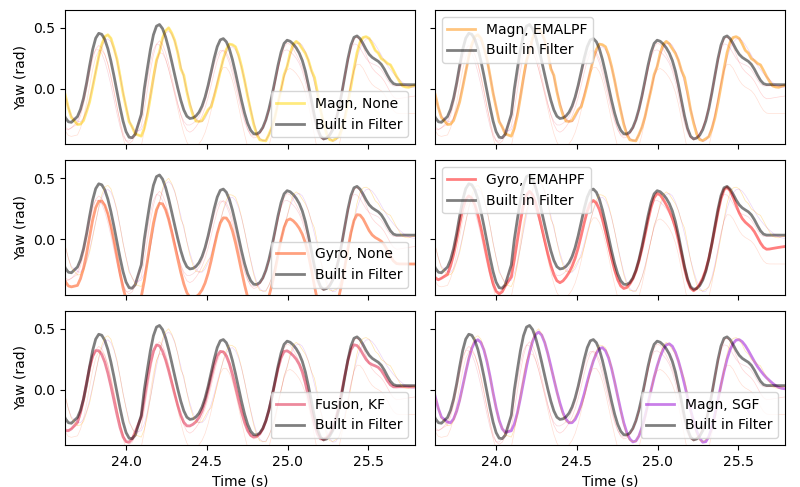 Yaw (rad)
0.5
0.0
Magn, None
Built in Filter
Magn, EMALPF
Built in Filter
Yaw (rad)
0.5
0.0
Gyro, None
Built in Filter
Gyro, EMAHPF
Built in Filter
Yaw (rad)
0.5
0.0
Fusion, KF
Built in Filter
Magn, SGF
Built in Filter
24.0 24.5 25.0 25.5
Time (s)
24.0 24.5 25.0 25.5
Time (s)